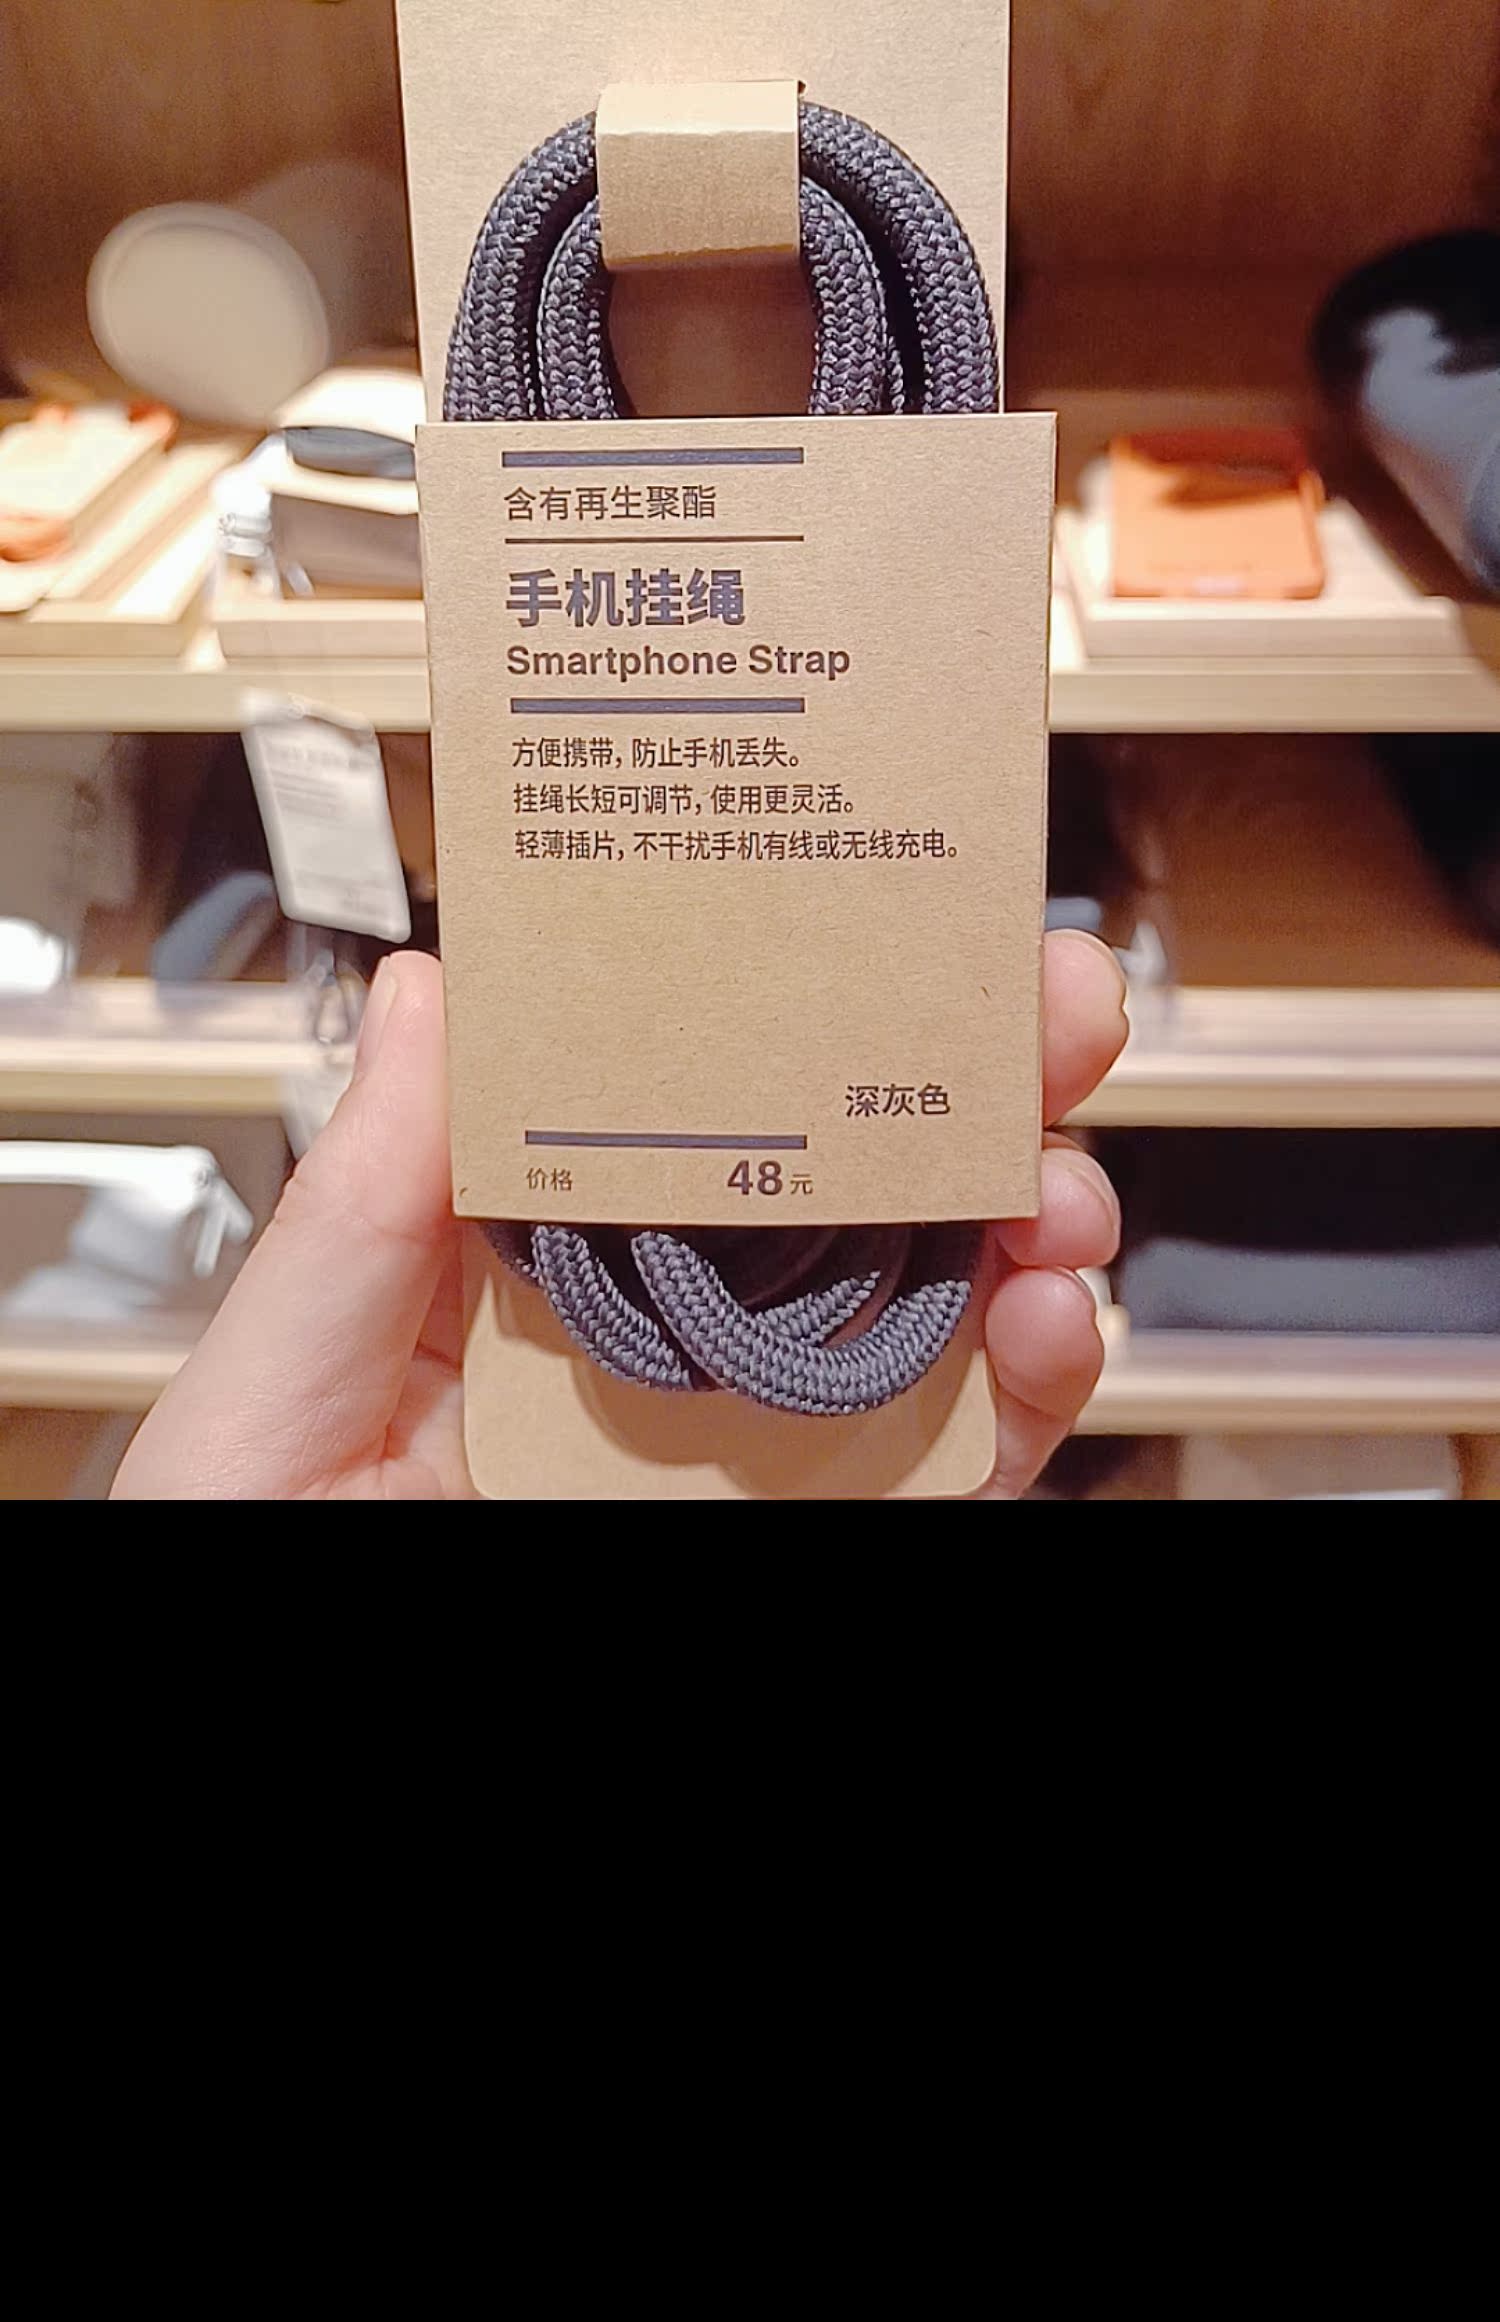 含有再生聚酯
手机挂绳
Smartphone Strap
方便携带，防止手机丢失。
挂绳长短可调节，使用更灵活。
轻薄插片，不干扰手机有线或无线充电。
深灰色
价格 48元